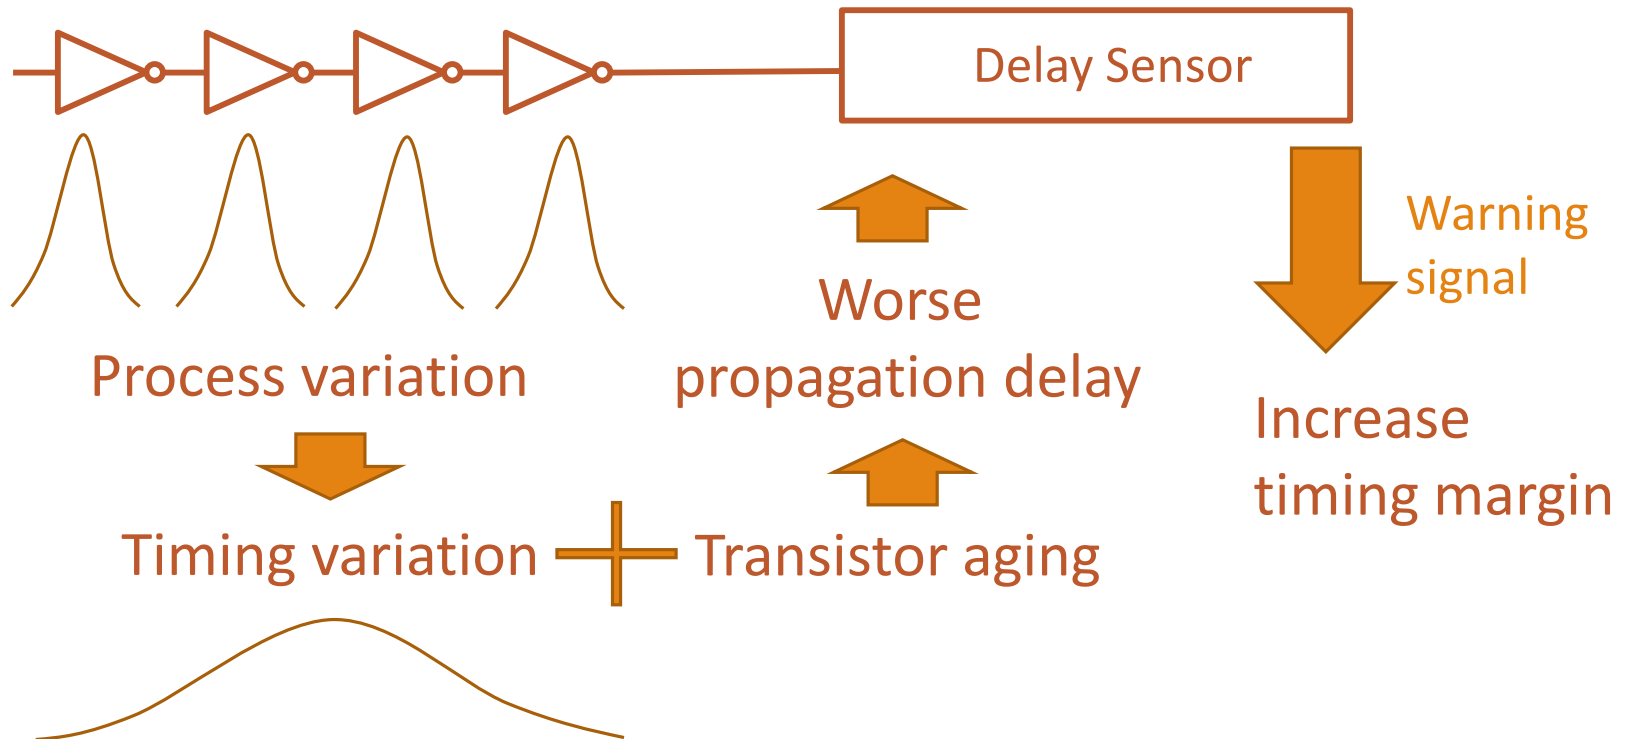 Delay Sensor
Warning
signal
Worse
propagation delay
Process variation
Increase
timing margin
Timing variation
Transistor aging